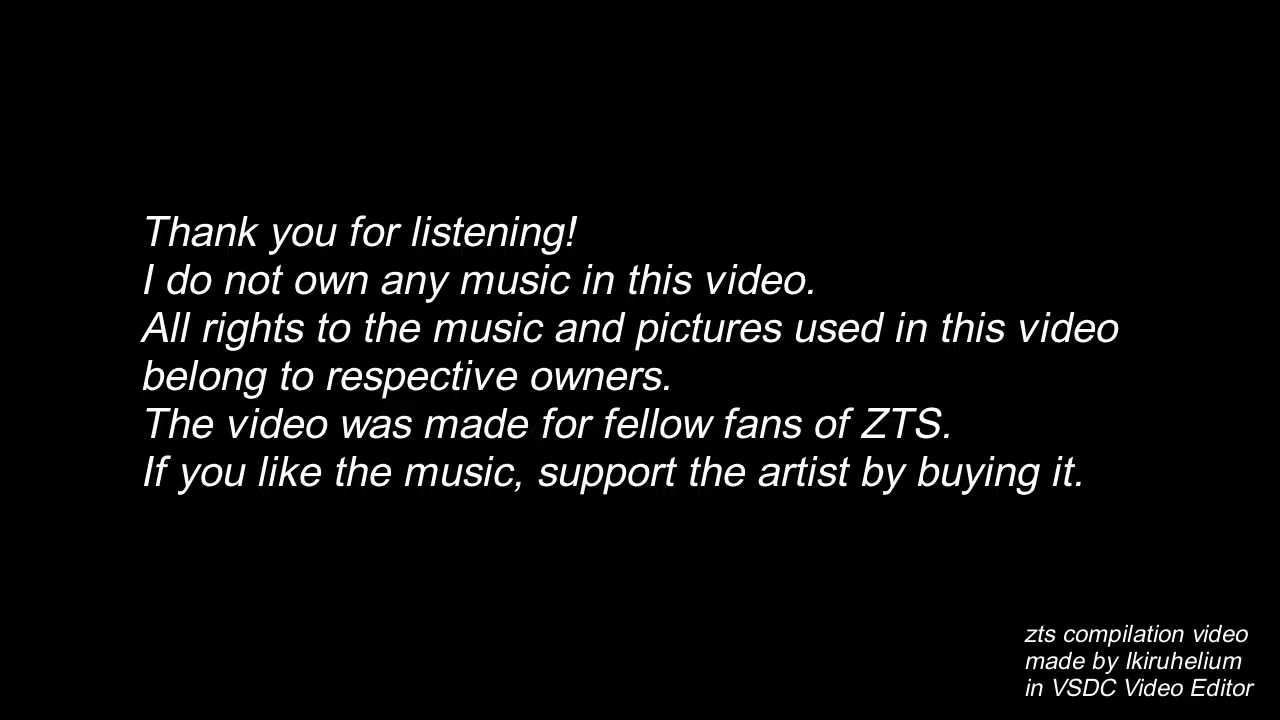 Thank you for listening!
I do not own any music in this video.
All rights to the music and pictures used in this video
belong to respective owners.
The video was made for fellow fans of ZTS.
If you like the music, support the artist by buying it.
zts compilation video
made by Ikiruhelium
in VSDC Video Editor